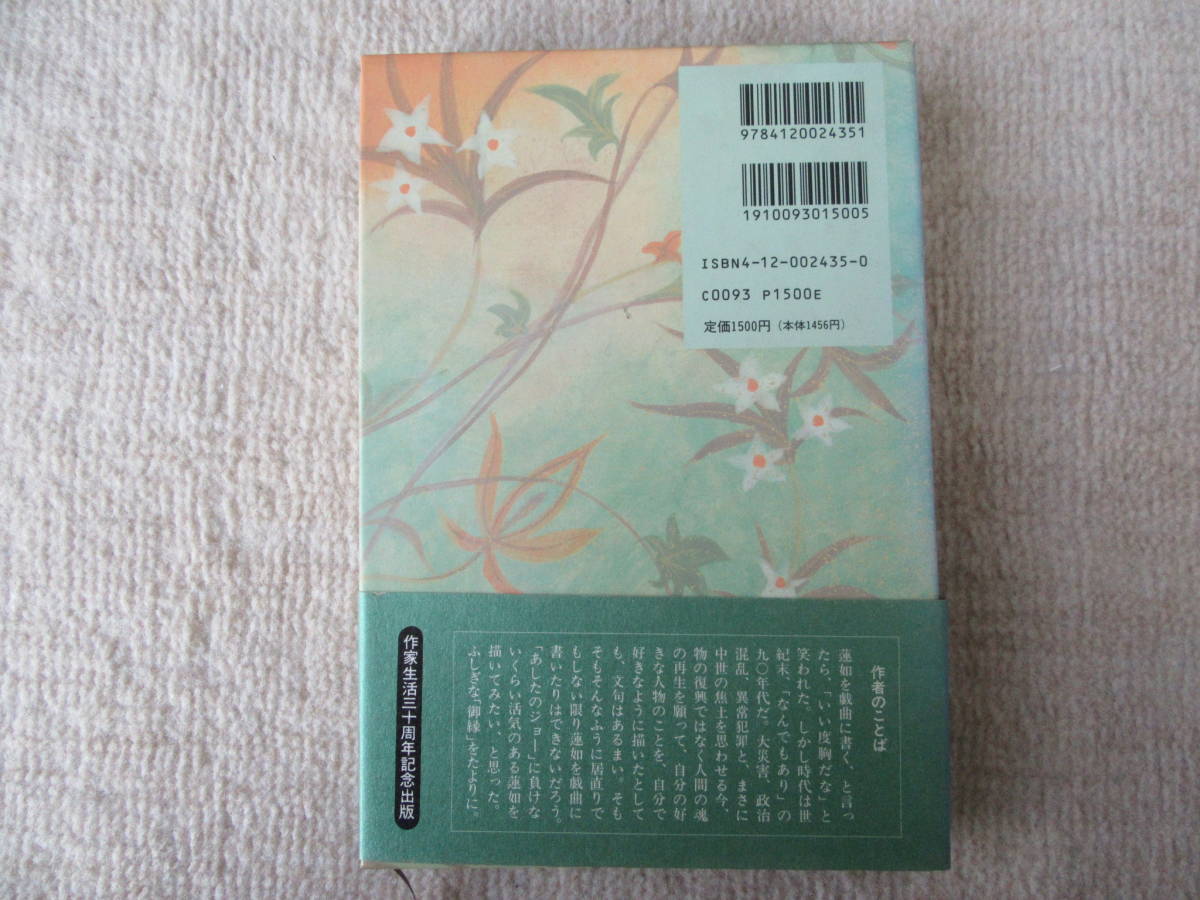 9784120024351
1910093015005
ISBN4-12-002435-0
C0093 P1500E
定価1500円（本体1456円）
作者のことば
蓮如を戯曲に書く、と言っ
たら、「いい度胸だな」と
笑われた。しかし時代は世
紀末、「なんでもあり」の
九〇年代だ。大災害、政治
混乱、異常犯罪と、まさに
中世の焦土を思わせる今、
物の復興ではなく人間の魂
の再生を願って、自分の好
きな人物のことを、自分で
好きなように描いたとして
も、文句はあるまい。そも
そもそんなふうに居直りで
もしない限り蓮如を戯曲に
書いたりはできないだろう。
「あしたのジョー」に負けな
いくらい活気のある蓮如を
描いてみたい、と思った。
ふしぎな「御縁」をたよりに。
作家生活三十周年記念出版